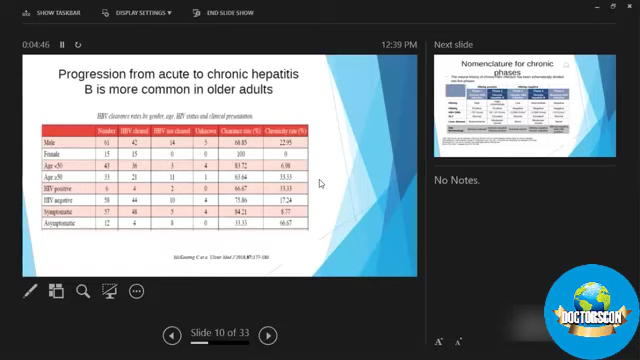 SHOW TASKBAR
DISPLAY SETTINGS ▼
END SLIDE SHOW
0:04:46
12:39 PM
Progression from acute to chronic hepatitis
B is more common in older adults
HBV clearance rates by gender, age, HIV status and clinical presentation.
Number HBV cleared HBV not cleared Unknown Clearance rate (%) Chronicity rate (%)
Male 61 42 14 5 68.85 22.95
Female 15 15 0 0 100 0
Age <50 43 36 3 4 83.72 6.98
Age ≥50 33 21 11 1 63.64 33.33
HIV positive 6 4 2 0 66.67 33.33
HIV negative 58 44 10 4 75.86 17.24
Symptomatic 57 48 5 4 84.21 8.77
Asymptomatic 12 4 8 0 33.33 66.67
Ulster Med J 2018;87:177-180
Slide 10 of 33
Next slide
Nomenclature for chronic
phases
No Notes.
A A
DOCTORSCON